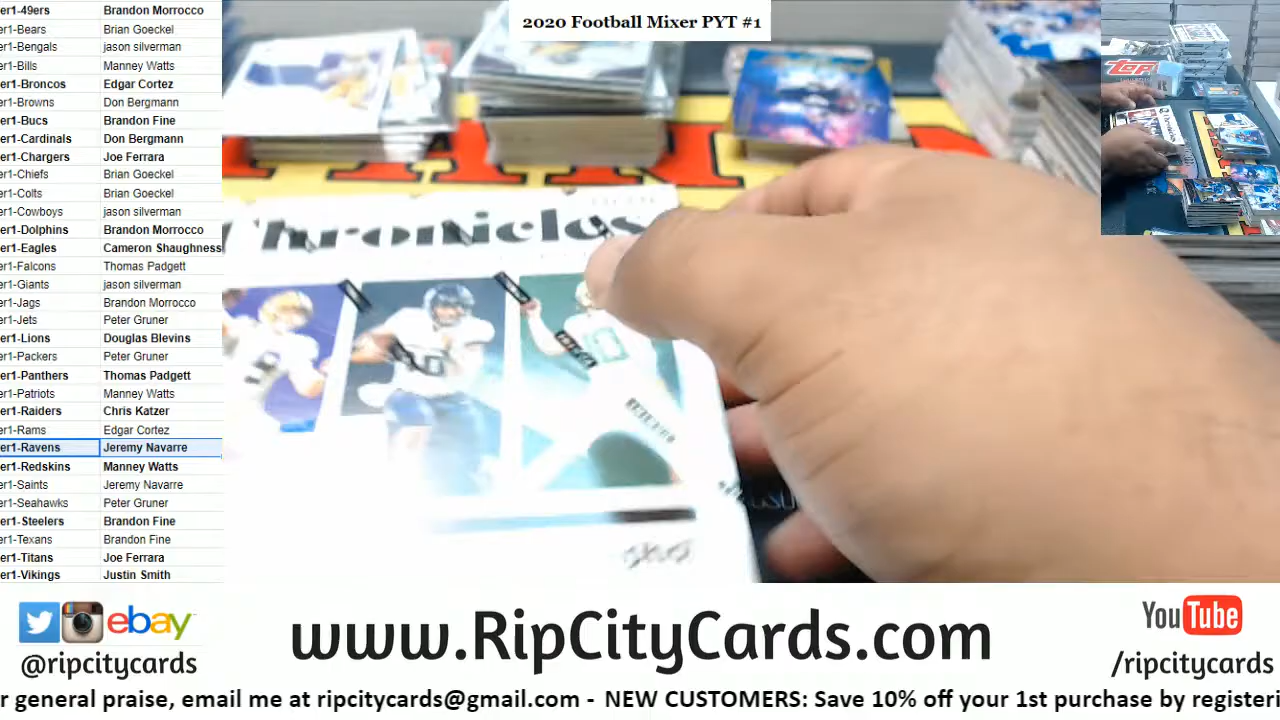 2020 Football Mixer PYT #1
er1-49ers Brandon Morrocco
er1-Bears Brian Goeckel
er1-Bengals jason silverman
er1-Bills Manney Watts
er1-Broncos Edgar Cortez
er1-Browns Don Bergmann
er1-Bucs Brandon Fine
er1-Cardinals Don Bergmann
er1-Chargers Joe Ferrara
er1-Chiefs Brian Goeckel
er1-Colts Brian Goeckel
er1-Cowboys jason silverman
er1-Dolphins Brandon Morrocco
er1-Eagles Cameron Shaughness
er1-Falcons Thomas Padgett
er1-Giants jason silverman
er1-Jags Brandon Morrocco
er1-Jets Peter Gruner
er1-Lions Douglas Blevins
er1-Packers Peter Gruner
er1-Panthers Thomas Padgett
er1-Patriots Manney Watts
er1-Raiders Chris Katzer
er1-Rams Edgar Cortez
er1-Ravens Jeremy Navarre
er1-Redskins Manney Watts
er1-Saints Jeremy Navarre
er1-Seahawks Peter Gruner
er1-Steelers Brandon Fine
er1-Texans Brandon Fine
er1-Titans Joe Ferrara
er1-Vikings Justin Smith
Chronicles
Topp
ebay
@ripcitycards
www.RipCityCards.com
YouTube
/ripcitycards
r general praise, email me at ripcitycards@gmail.com - NEW CUSTOMERS: Save 10% off your 1st purchase by registeri